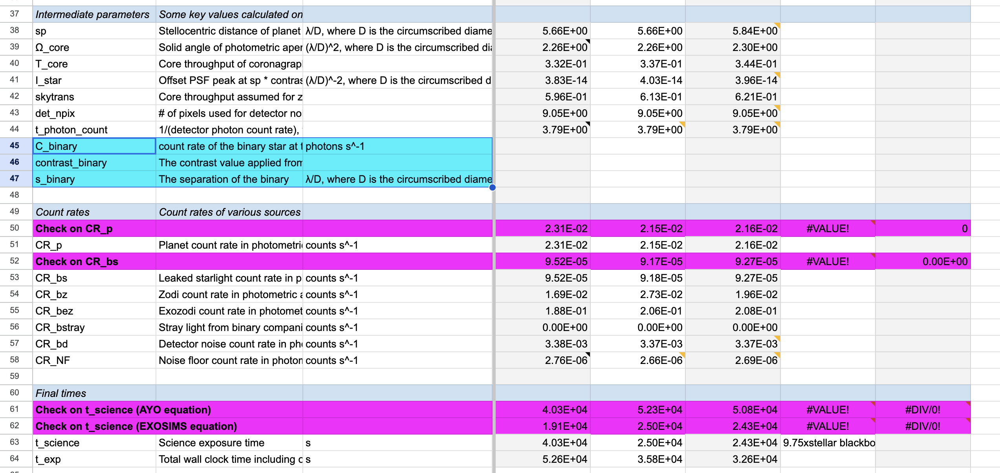 37 Intermediate parameters Some key values calculated on
38 sp Stellocentric distance of planet λ/D, where D is the circumscribed diame 5.66E+00 5.66E+00 5.84E+00
39 Ω_core Solid angle of photometric aper (λ/D)^2, where D is the circumscribed dia 2.26E+00 2.26E+00 2.30E+00
40 T_core Core throughput of coronagrap 3.32E-01 3.37E-01 3.44E-01
41 I_star Offset PSF peak at sp * contras (λ/D)^-2, where D is the circumscribed d 3.83E-14 4.03E-14 3.96E-14
42 skytrans Core throughput assumed for z 5.96E-01 6.13E-01 6.21E-01
43 det_npix # of pixels used for detector no 9.05E+00 9.05E+00 9.05E+00
44 t_photon_count 1/(detector photon count rate), 3.79E+00 3.79E+00 3.79E+00
45 C_binary count rate of the binary star at t photons s^-1
46 contrast_binary The contrast value applied from
47 s_binary The separation of the binary λ/D, where D is the circumscribed diame
48
49 Count rates Count rates of various sources
50 Check on CR_p 2.31E-02 2.15E-02 2.16E-02 #VALUE! 0
51 CR_p Planet count rate in photometric counts s^-1 2.31E-02 2.15E-02 2.16E-02
52 Check on CR_bs 9.52E-05 9.17E-05 9.27E-05 #VALUE! 0.00E+00
53 CR_bs Leaked starlight count rate in p counts s^-1 9.52E-05 9.18E-05 9.27E-05
54 CR_bz Zodi count rate in photometric a counts s^-1 1.69E-02 2.73E-02 1.96E-02
55 CR_bez Exozodi count rate in photomet counts s^-1 1.88E-01 2.06E-01 2.08E-01
56 CR_bstray Stray light from binary compani counts s^-1 0.00E+00 0.00E+00 0.00E+00
57 CR_bd Detector noise count rate in pho counts s^-1 3.38E-03 3.37E-03 3.37E-03
58 CR_NF Noise floor count rate in photom counts s^-1 2.76E-06 2.66E-06 2.69E-06
59
60 Final times
61 Check on t_science (AYO equation) 4.03E+04 5.23E+04 5.08E+04 #VALUE! #DIV/0!
62 Check on t_science (EXOSIMS equation) 1.91E+04 2.50E+04 2.43E+04 #VALUE! #DIV/0!
63 t_science Science exposure time s 4.03E+04 2.50E+04 2.43E+04 9.75xstellar blackbo
64 t_exp Total wall clock time including o s 5.26E+04 3.58E+04 3.26E+04